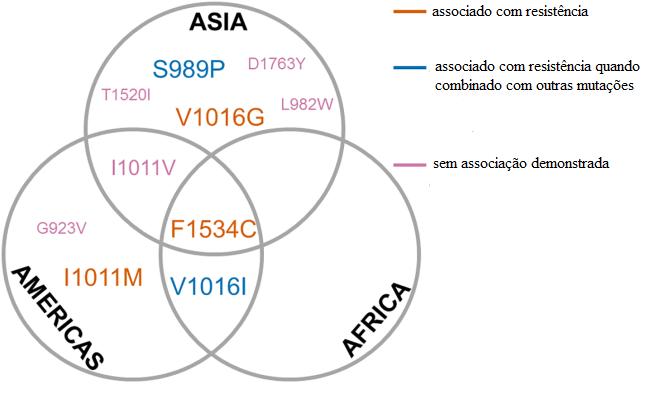 ASIA
S989P
D1763Y
T1520I
L982W
V1016G
I1011V
F1534C
G923V
I1011M
V1016I
AMERICAS
AFRICA
associado com resistência
associado com resistência quando
combinado com outras mutações
sem associação demonstrada